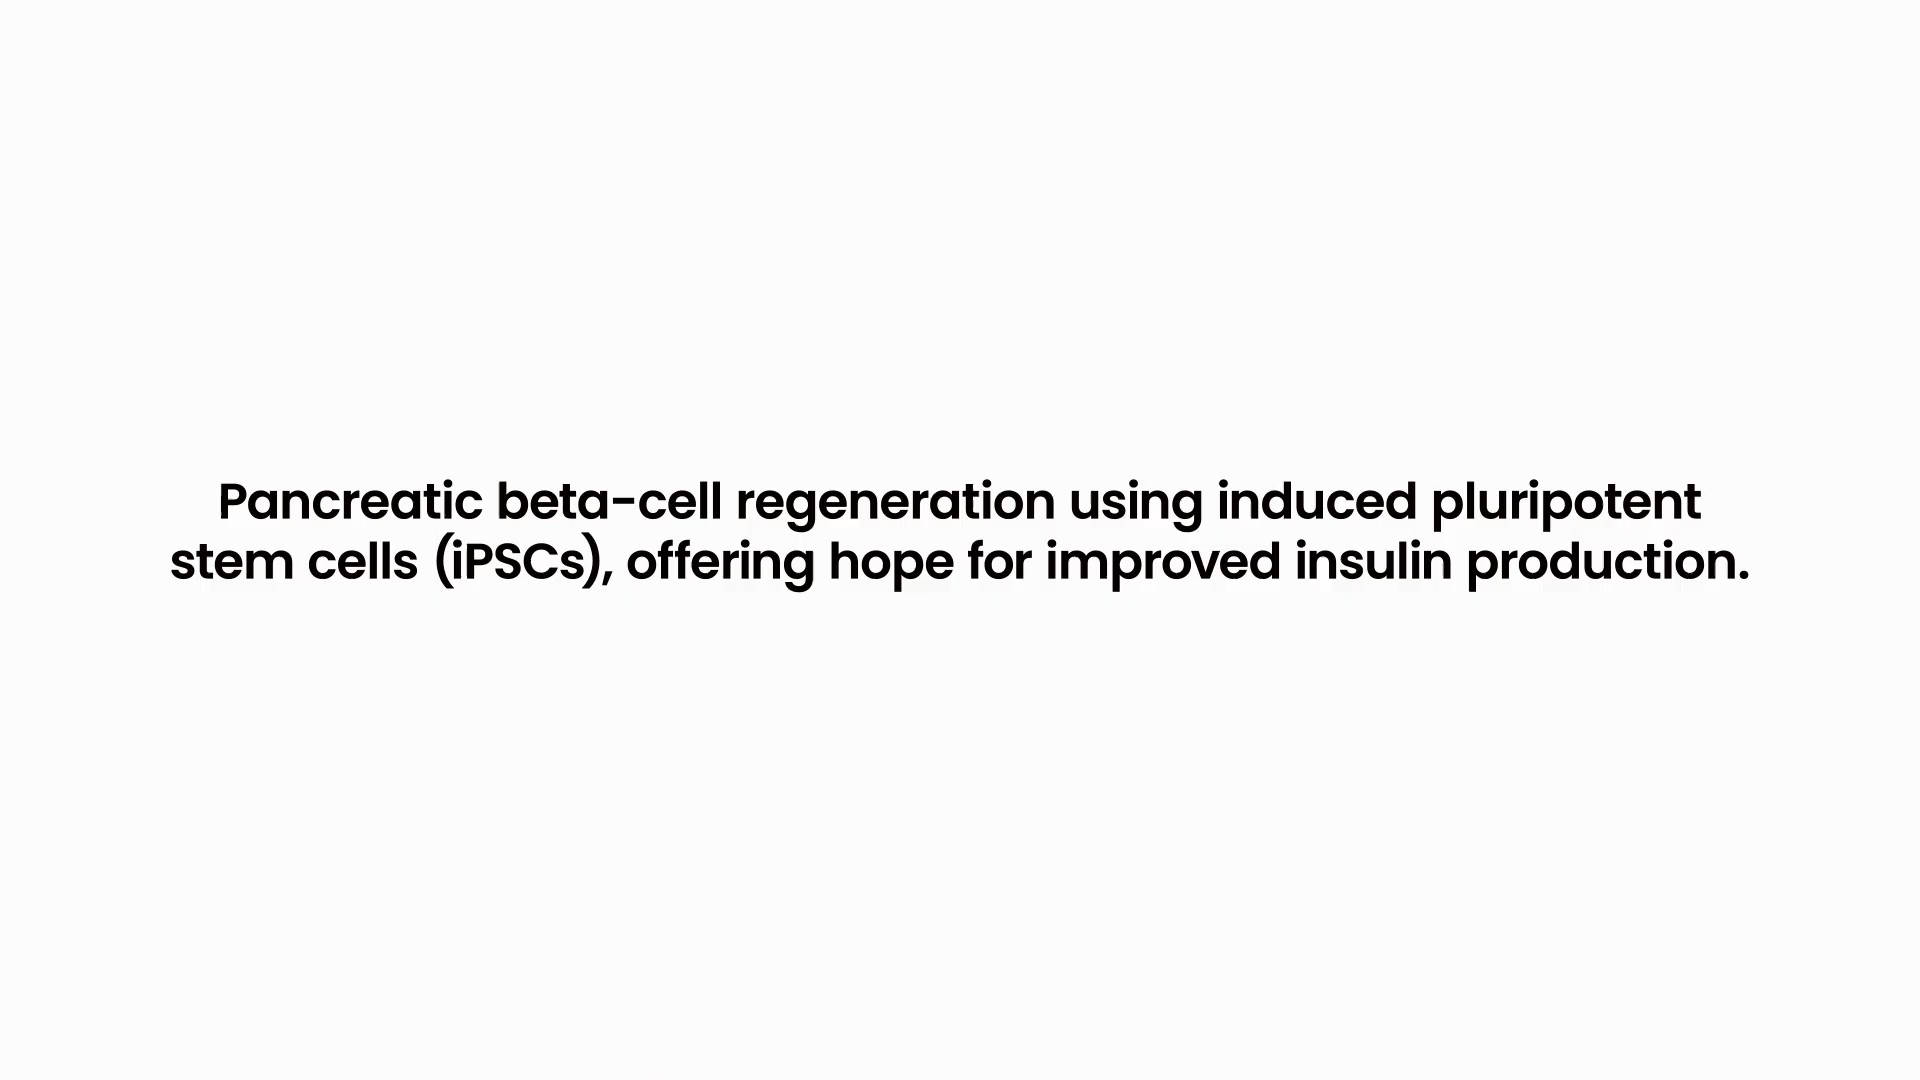 Pancreatic beta-cell regeneration using induced pluripotent
stem cells (iPSCs), offering hope for improved insulin production.